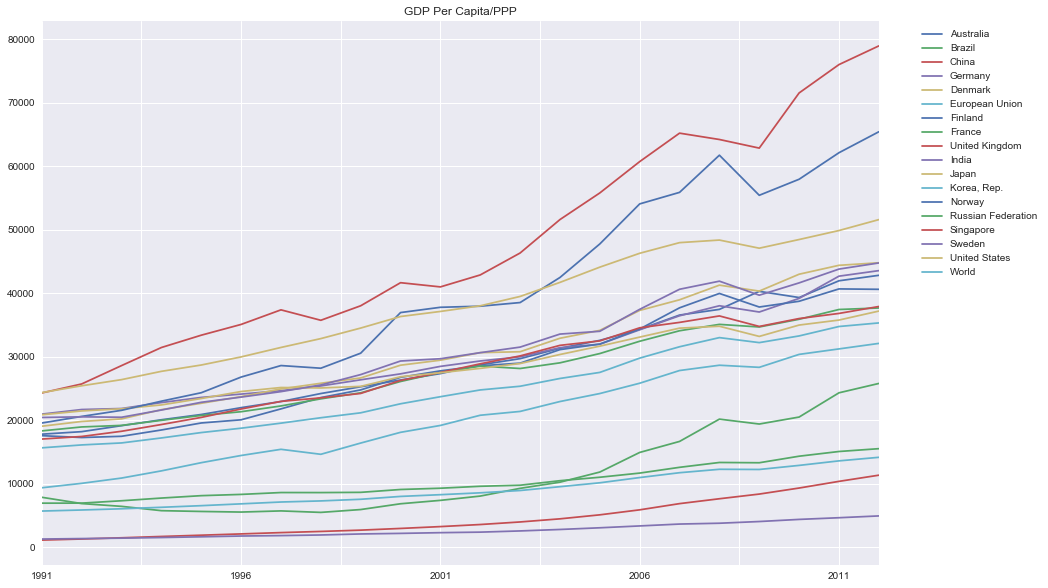 GDP Per Capita/PPP
80000
70000
60000
50000
40000
30000
20000
10000
0
1991
1996
2001
2006
2011
Australia
Brazil
China
Germany
Denmark
European Union
Finland
France
United Kingdom
India
Japan
Korea, Rep.
Norway
Russian Federation
Singapore
Sweden
United States
World